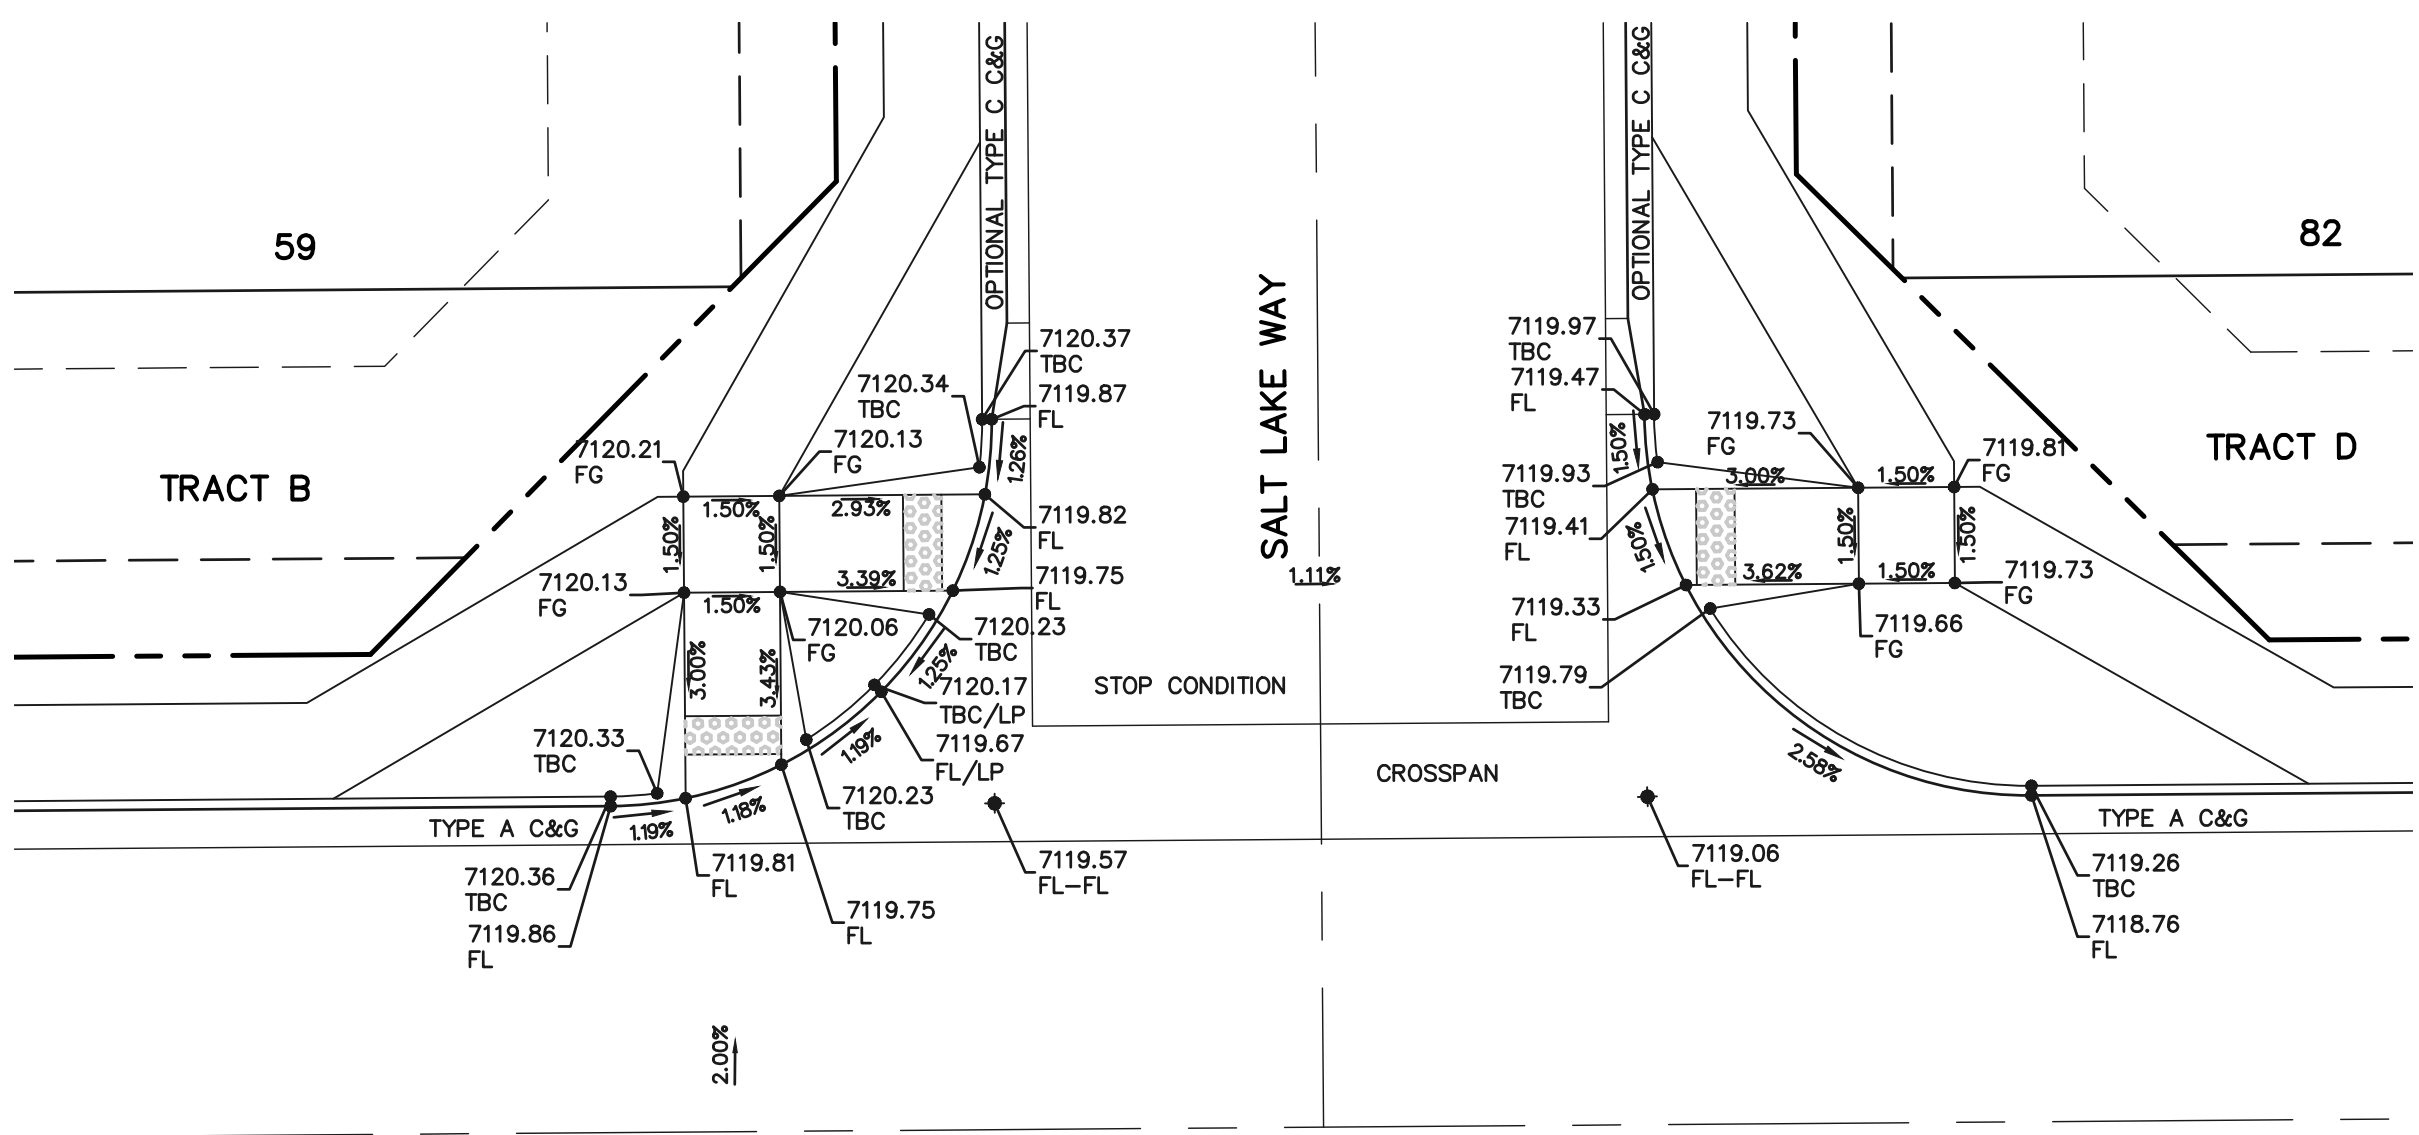 OPTIONAL TYPE C C&G
OPTIONAL TYPE C C&G
59
82
SALT LAKE WAY
1.11%
TRACT B
TRACT D
7120.37
TBC
7120.34
TBC
7119.87
FL
7120.13
FG
7120.21
FG
1.26%
1.50%
2.93%
7119.82
FL
1.50%
1.50%
1.25%
3.39%
7119.75
FL
7120.13
FG
1.50%
7120.06
FG
7120.23
TBC
3.00%
3.43%
1.25%
7120.17
TBC/LP
7119.67
FL/LP
1.19%
7120.33
TBC
7120.23
TBC
1.18%
1.19%
TYPE A C&G
7120.36
TBC
7119.86
FL
7119.81
FL
7119.75
FL
7119.57
FL-FL
STOP CONDITION
CROSSPAN
7119.97
TBC
7119.47
FL
7119.73
FG
7119.81
FG
1.50%
3.00%
1.50%
7119.93
TBC
7119.41
FL
1.50%
1.50%
1.50%
3.62%
1.50%
7119.73
FG
7119.33
FL
7119.66
FG
7119.79
TBC
2.58%
TYPE A C&G
7119.06
FL-FL
7119.26
TBC
7118.76
FL
2.00%